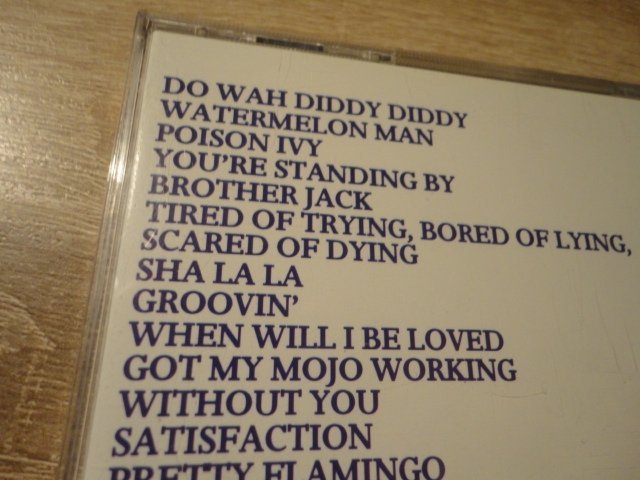 DO WAH DIDDY DIDDY
WATERMELON MAN
POISON IVY
YOU'RE STANDING BY
BROTHER JACK
TIRED OF TRYING, BORED OF LYING,
SCARED OF DYING
SHA LA LA
GROOVIN'
WHEN WILL I BE LOVED
GOT MY MOJO WORKING
WITHOUT YOU
SATISFACTION
PRETTY FLAMINGO